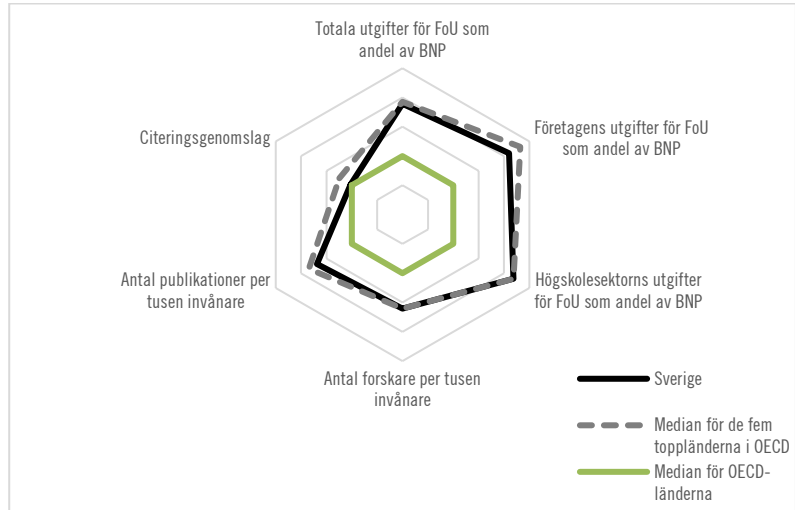 Totala utgifter för FoU som
andel av BNP
Citeringsgenomslag
Företagens utgifter för FoU
som andel av BNP
Antal publikationer per
tusen invånare
Högskolesektorns utgifter
för FoU som andel av BNP
Antal forskare per tusen
invånare
Sverige
Median för de fem
toppländerna i OECD
Median för OECD-
länderna